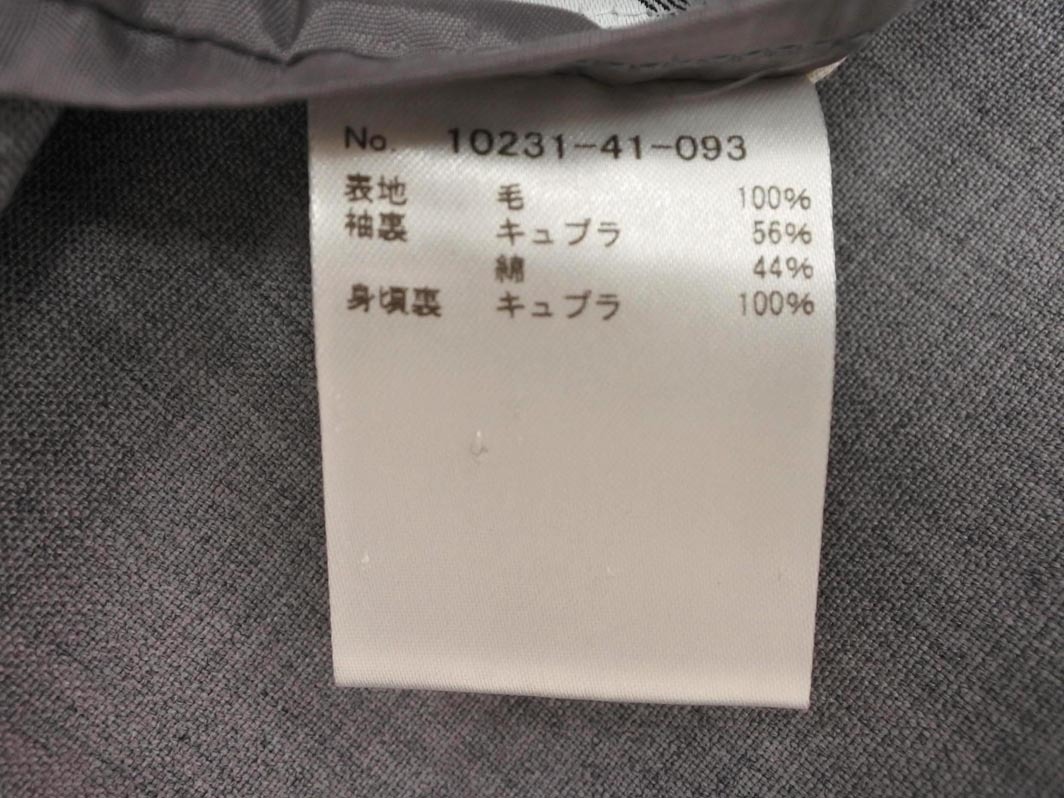 No. 10231-41-093
表地 毛 100%
袖裏 キュプラ 56%
綿 44%
身頃裏 キュプラ 100%